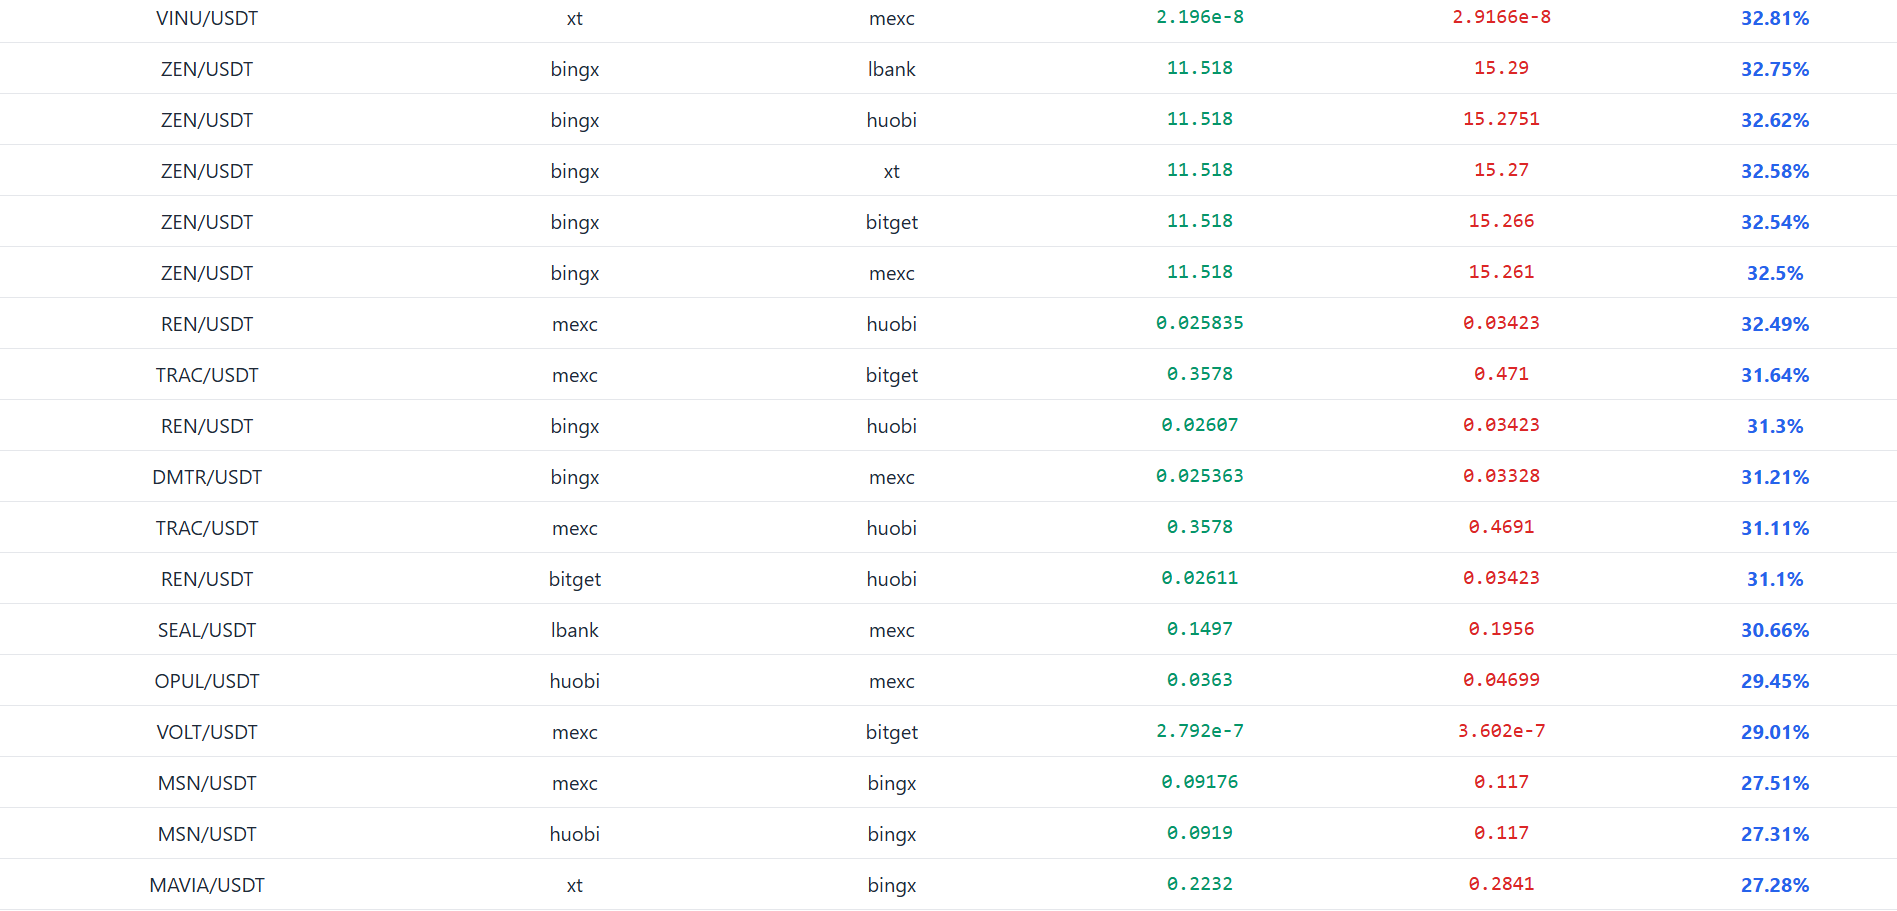 VINU/USDT xt mexc 2.196e-8 2.9166e-8 32.81%
ZEN/USDT bingx lbank 11.518 15.29 32.75%
ZEN/USDT bingx huobi 11.518 15.2751 32.62%
ZEN/USDT bingx xt 11.518 15.27 32.58%
ZEN/USDT bingx bitget 11.518 15.266 32.54%
ZEN/USDT bingx mexc 11.518 15.261 32.5%
REN/USDT mexc huobi 0.025835 0.03423 32.49%
TRAC/USDT mexc bitget 0.3578 0.471 31.64%
REN/USDT bingx huobi 0.02607 0.03423 31.3%
DMTR/USDT bingx mexc 0.025363 0.03328 31.21%
TRAC/USDT mexc huobi 0.3578 0.4691 31.11%
REN/USDT bitget huobi 0.02611 0.03423 31.1%
SEAL/USDT lbank mexc 0.1497 0.1956 30.66%
OPUL/USDT huobi mexc 0.0363 0.04699 29.45%
VOLT/USDT mexc bitget 2.792e-7 3.602e-7 29.01%
MSN/USDT mexc bingx 0.09176 0.117 27.51%
MSN/USDT huobi bingx 0.0919 0.117 27.31%
MAVIA/USDT xt bingx 0.2232 0.2841 27.28%